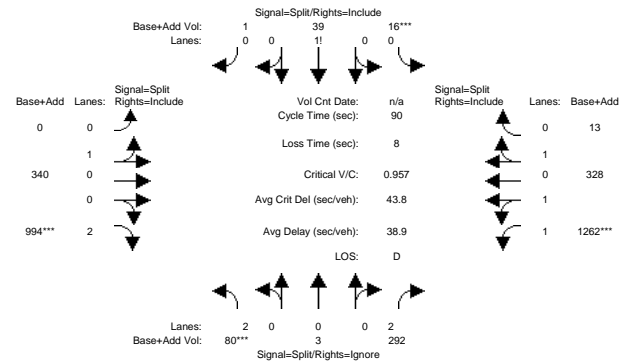 Signal=Split/Rights=Include
Base+Add Vol: 1 39 16***
Lanes: 0 0 1! 0 0
Signal=Split Signal=Split
Base+Add Lanes: Rights=Include Vol Cnt Date: n/a Rights=Include Lanes: Base+Add
Cycle Time (sec): 90
0 0 0 13
Loss Time (sec): 8
1 1
340 0 Critical V/C: 0.957 0 328
0 Avg Crit Del (sec/veh): 43.8 1
994*** 2 Avg Delay (sec/veh): 38.9 1 1262***
LOS: D
Lanes: 2 0 0 0 2
Base+Add Vol: 80*** 3 292
Signal=Split/Rights=Ignore